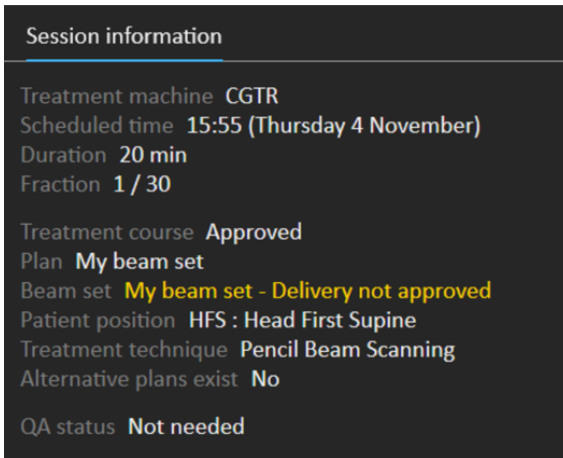 Session information
Treatment machine CGTR
Scheduled time 15:55 (Thursday 4 November)
Duration 20 min
Fraction 1 / 30
Treatment course Approved
Plan My beam set
Beam set My beam set - Delivery not approved
Patient position HFS : Head First Supine
Treatment technique Pencil Beam Scanning
Alternative plans exist No
QA status Not needed